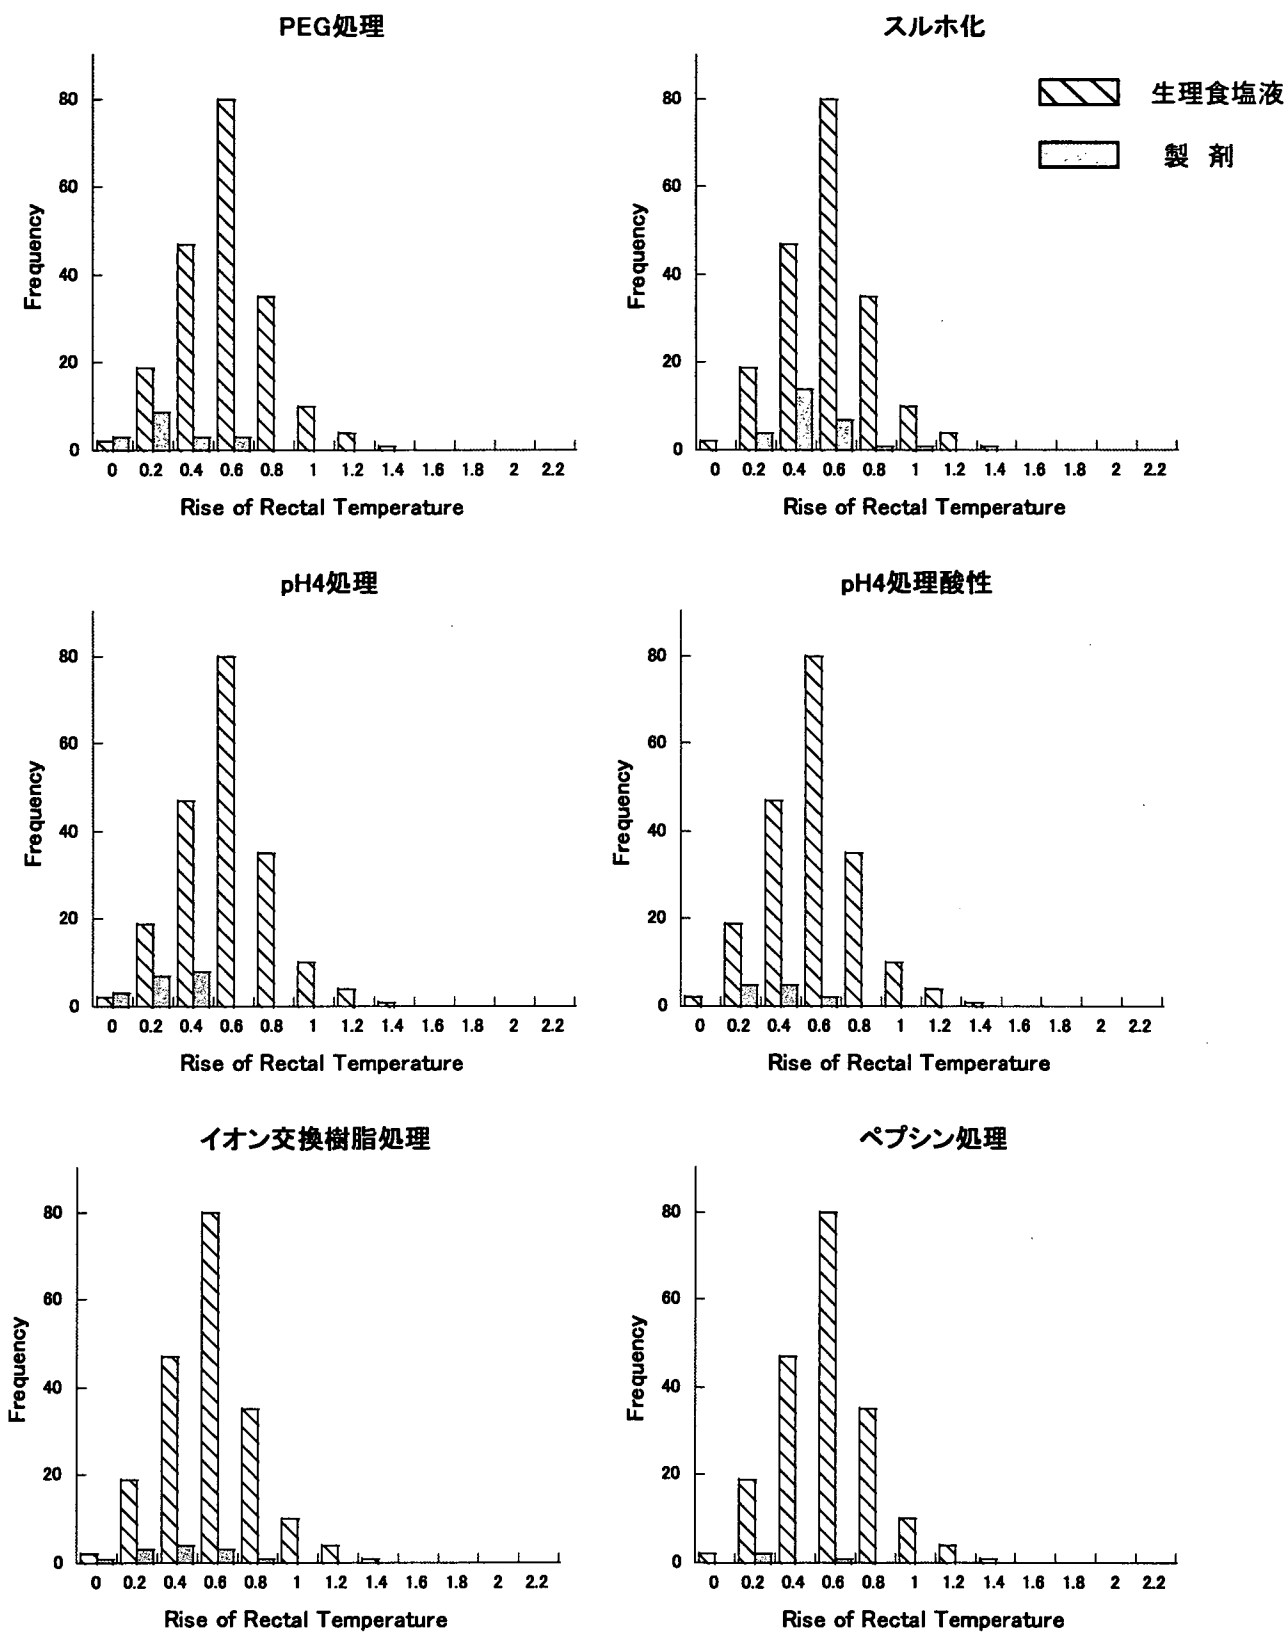 PEG処理
80
60
40
20
0
Frequency
0 0.2 0.4 0.6 0.8 1 1.2 1.4 1.6 1.8 2 2.2
Rise of Rectal Temperature
スルホ化
80
60
40
20
0
Frequency
0 0.2 0.4 0.6 0.8 1 1.2 1.4 1.6 1.8 2 2.2
Rise of Rectal Temperature
生理食塩液
製 剤
pH4処理
80
60
40
20
0
Frequency
0 0.2 0.4 0.6 0.8 1 1.2 1.4 1.6 1.8 2 2.2
Rise of Rectal Temperature
pH4処理酸性
80
60
40
20
0
Frequency
0 0.2 0.4 0.6 0.8 1 1.2 1.4 1.6 1.8 2 2.2
Rise of Rectal Temperature
イオン交換樹脂処理
80
60
40
20
0
Frequency
0 0.2 0.4 0.6 0.8 1 1.2 1.4 1.6 1.8 2 2.2
Rise of Rectal Temperature
ペプシン処理
80
60
40
20
0
Frequency
0 0.2 0.4 0.6 0.8 1 1.2 1.4 1.6 1.8 2 2.2
Rise of Rectal Temperature